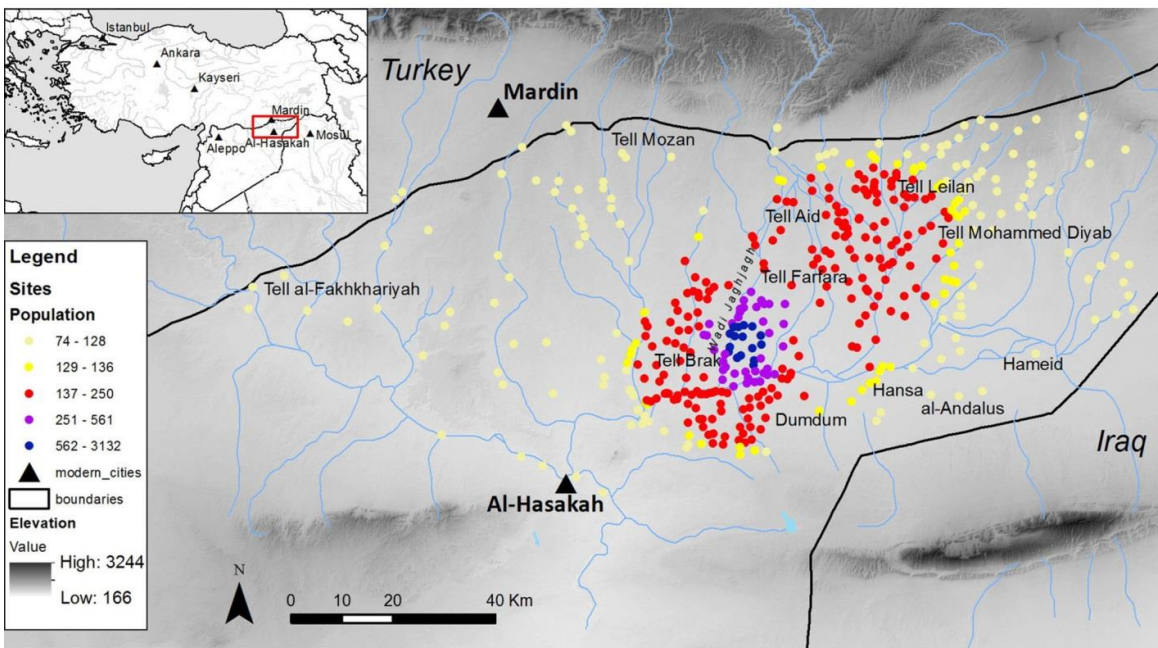 Istanbul
Ankara
Kayseri
Mardin
Mosul
Aleppo
Al-Hasakah
Turkey
Mardin
Tell Mozan
Tell Leilan
Tell Aid
Tell Mohammed Diyab
Wadi Jaghjagh
Tell Farfara
Tell al-Fakhkhariyah
Tell Brak
Hameid
Hansa
al-Andalus
Dumdum
Iraq
Al-Hasakah
Legend
Sites
Population
74 - 128
129 - 136
137 - 250
251 - 561
562 - 3132
modern_cities
boundaries
Elevation
Value
High: 3244
Low: 166
N
0 10 20 40 Km